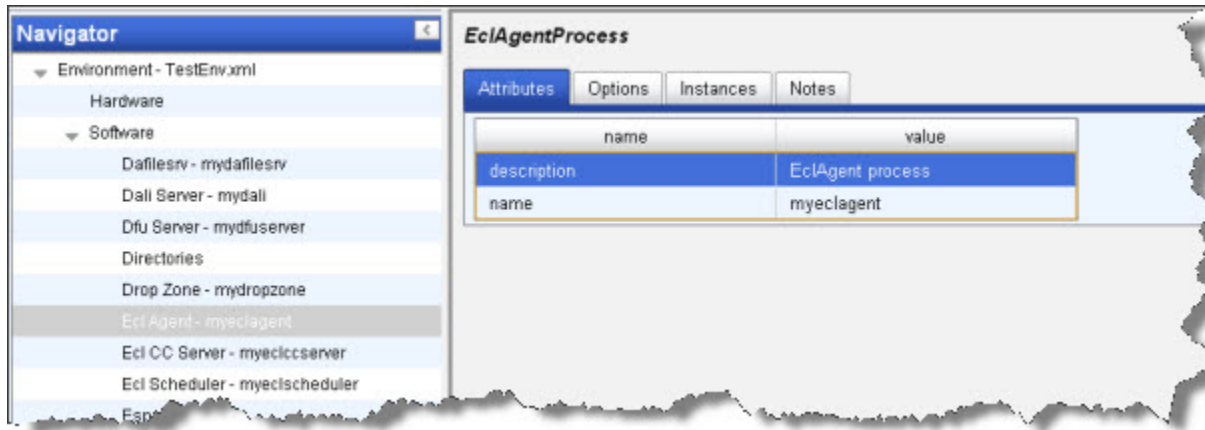 Navigator
Environment - TestEnv.xml
Hardware
Software
Dafilesrv - mydafilesrv
Dali Server - mydali
Dfu Server - mydfuserver
Directories
Drop Zone - mydropzone
Ecl Agent - myeclagent
Ecl CC Server - myeclccserver
Ecl Scheduler - myeclscheduler
EclAgentProcess
Attributes Options Instances Notes
name value
description EclAgent process
name myeclagent